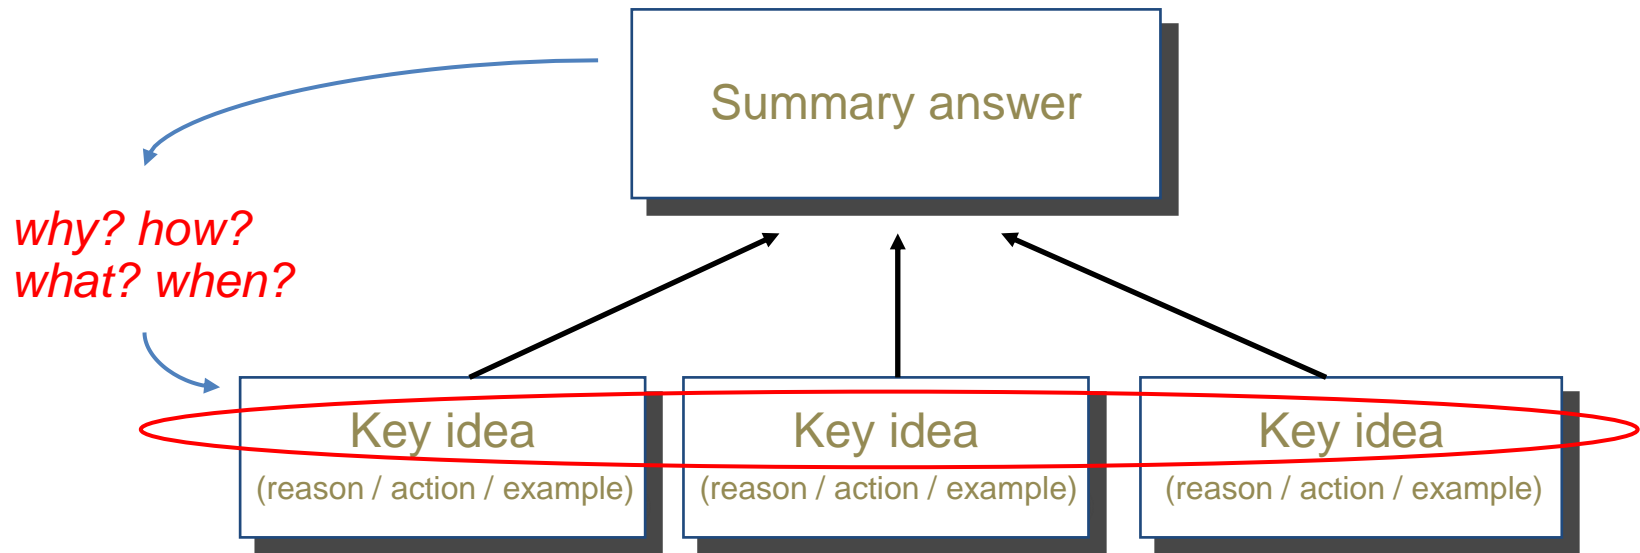 Summary answer
why? how?
what? when?
Key idea
(reason / action / example)
Key idea
(reason / action / example)
Key idea
(reason / action / example)